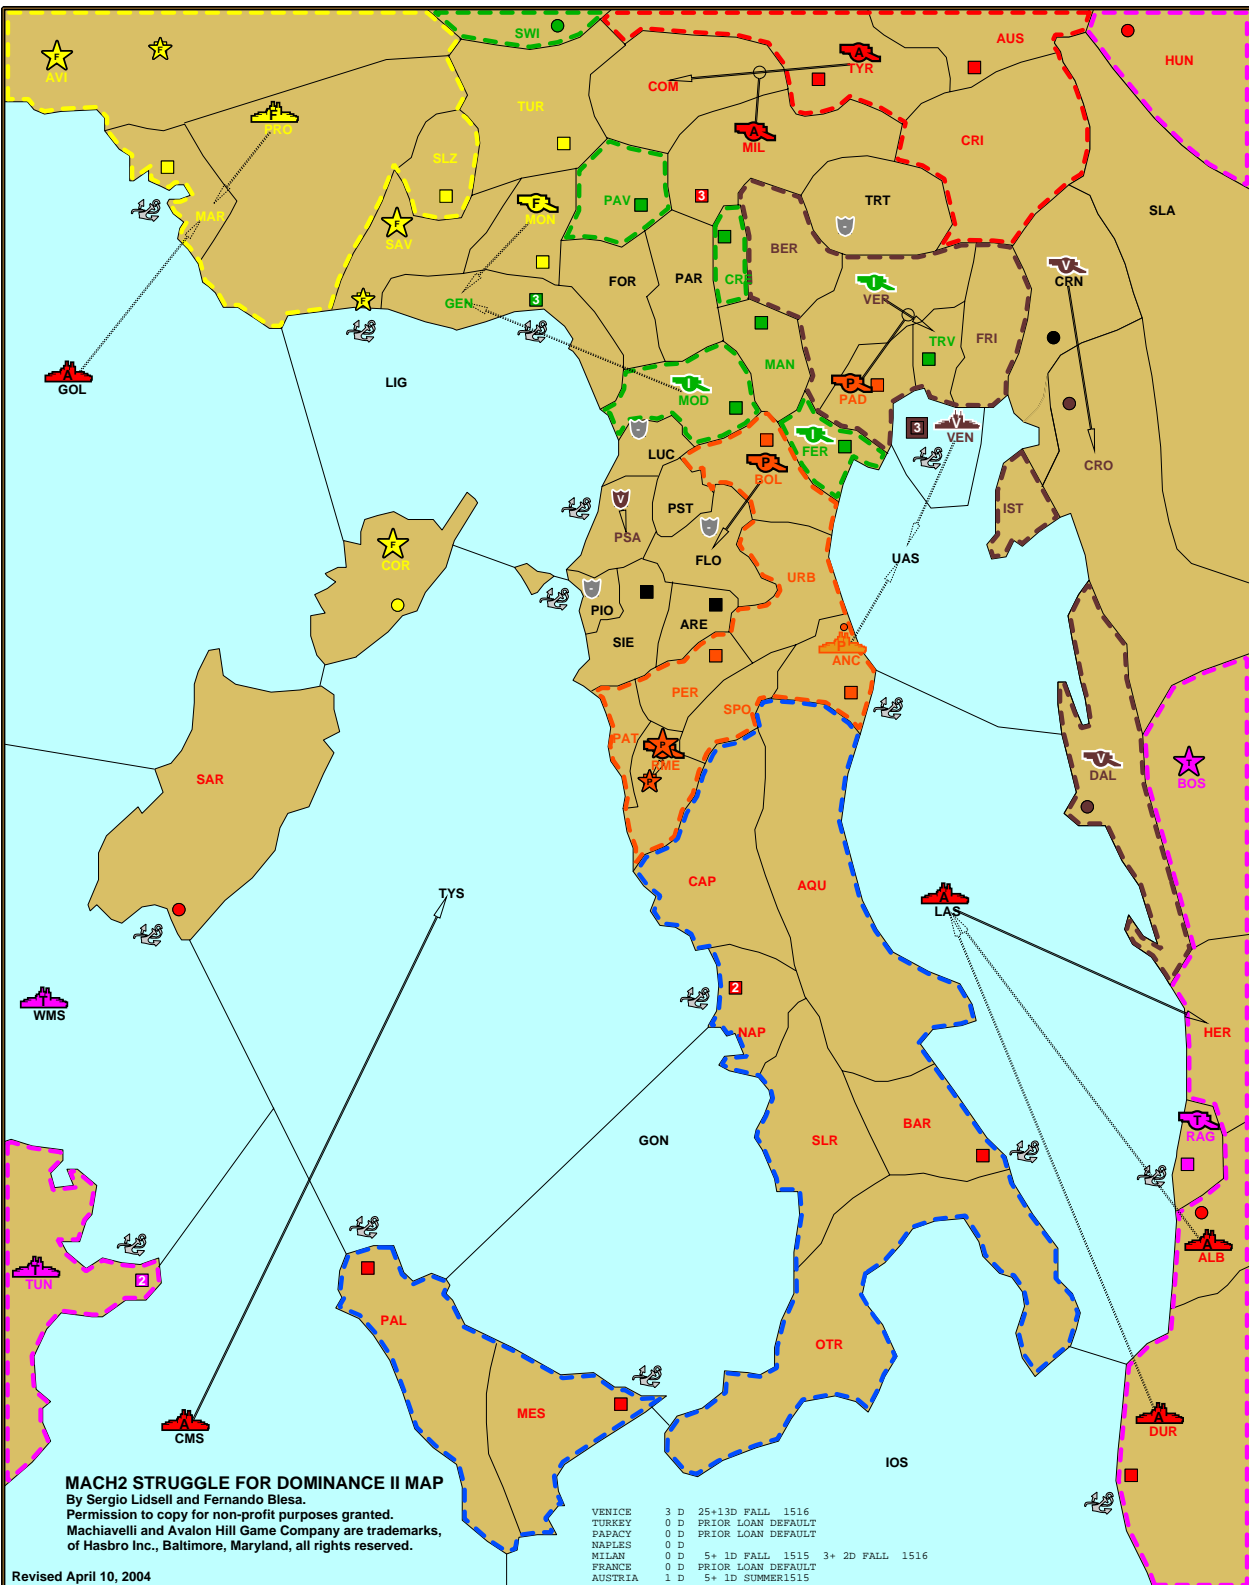 SWI
AUS
HUN
AVI
F
F
A
TYR
COM
PRO
F
TUR
A
MIL
CRI
SLZ
MAR
PAV
3
TRT
SLA
F
MON
F
SAV
BER
FOR
PAR
CRE
V
CRN
I
VER
F
GEN
3
TRV
FRI
A
GOL
LIG
MAN
I
MOD
P
PAD
3
V
VEN
I
FER
LUC
P
BOL
CRO
V
PSA
PST
IST
F
COR
FLO
UAS
URB
PIO
ARE
SIE
P
ANC
PER
SPO
PAT
P
RME
P
SAR
V
DAL
T
BOS
CAP
AQU
TYS
A
LAS
2
T
WMS
NAP
HER
BAR
T
RAG
GON
SLR
A
ALB
T
TUN
2
PAL
OTR
MES
A
CMS
A
DUR
IOS
MACH2 STRUGGLE FOR DOMINANCE II MAP
By Sergio Lidsell and Fernando Blesa.
Permission to copy for non-profit purposes granted.
Machiavelli and Avalon Hill Game Company are trademarks,
of Hasbro Inc., Baltimore, Maryland, all rights reserved.
Revised April 10, 2004
VENICE 3 D 25+13D FALL 1516
TURKEY 0 D PRIOR LOAN DEFAULT
PAPACY 0 D PRIOR LOAN DEFAULT
NAPLES 0 D
MILAN 0 D 5+ 1D FALL 1515 3+ 2D FALL 1516
FRANCE 0 D PRIOR LOAN DEFAULT
AUSTRIA 1 D 5+ 1D SUMMER1515